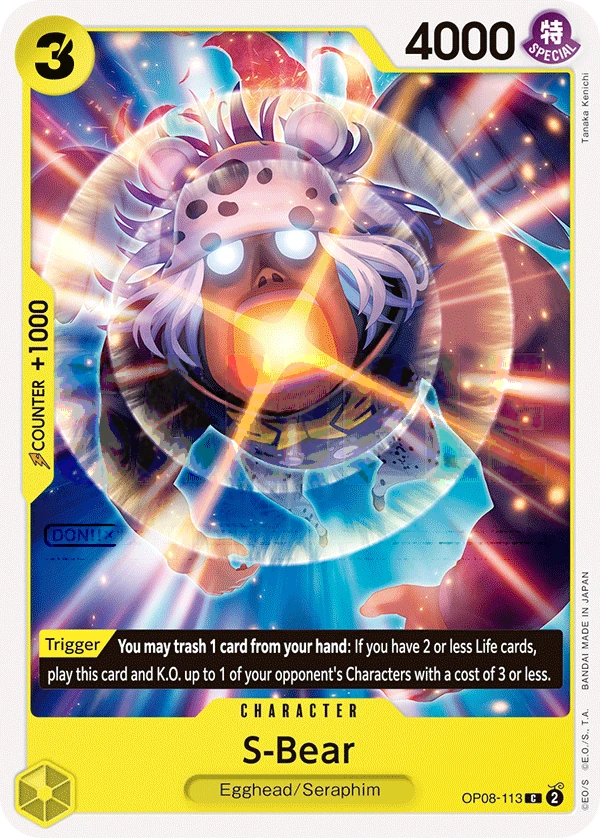 3
4000
特
SPECIAL
Tanaka Kenichi
COUNTER +1000
DON!!×
Trigger You may trash 1 card from your hand: If you have 2 or less Life cards,
play this card and K.O. up to 1 of your opponent's Characters with a cost of 3 or less.
CHARACTER
S-Bear
Egghead/Seraphim
OP08-113 C 2
©EO/S ©E.O./S., T.A. BANDAI MADE IN JAPAN